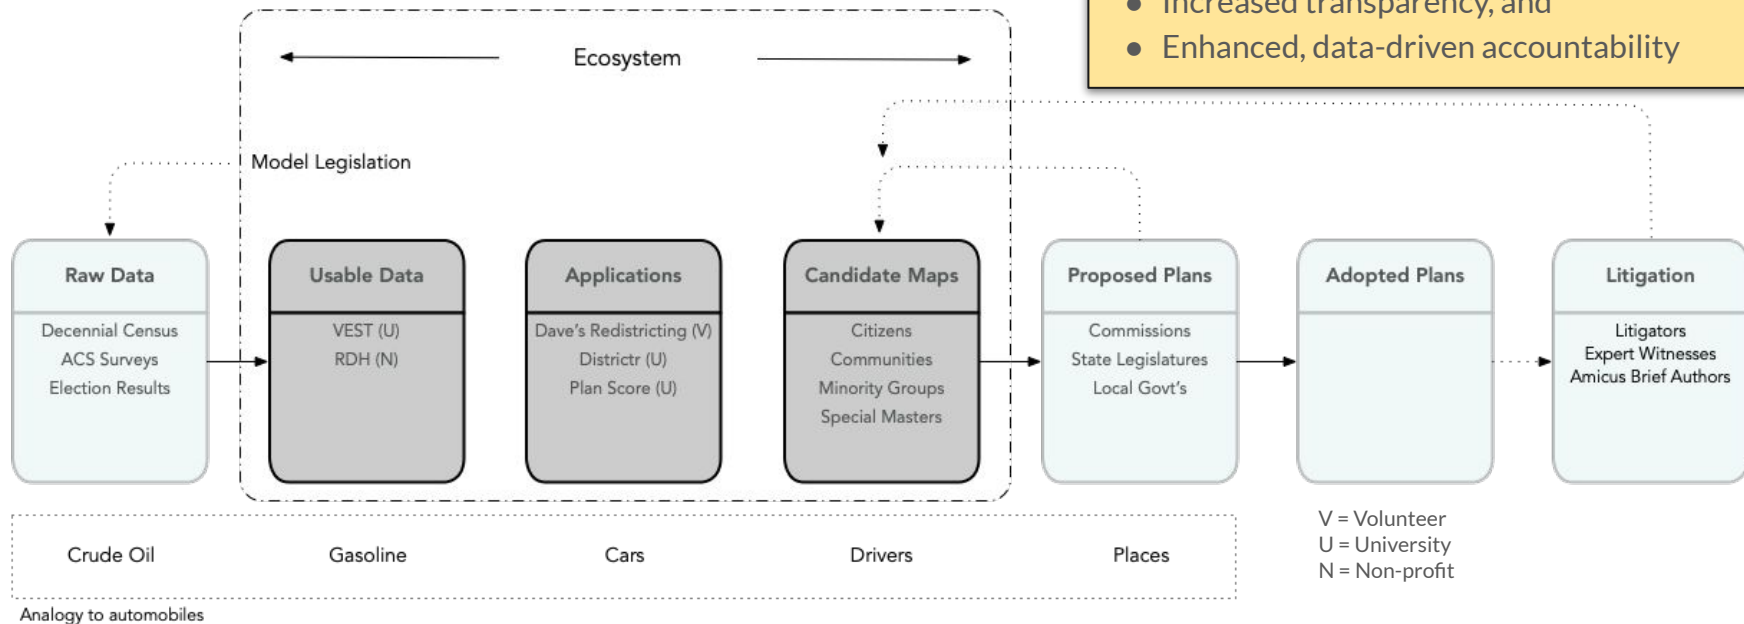 ● Increased transparency, and
● Enhanced, data-driven accountability
Ecosystem
Model Legislation
Raw Data
Decennial Census
ACS Surveys
Election Results
Usable Data
VEST (U)
RDH (N)
Applications
Dave's Redistricting (V)
Districtr (U)
Plan Score (U)
Candidate Maps
Citizens
Communities
Minority Groups
Special Masters
Proposed Plans
Commissions
State Legislatures
Local Govt's
Adopted Plans
Litigation
Litigators
Expert Witnesses
Amicus Brief Authors
Crude Oil
Gasoline
Cars
Drivers
Places
V = Volunteer
U = University
N = Non-profit
Analogy to automobiles